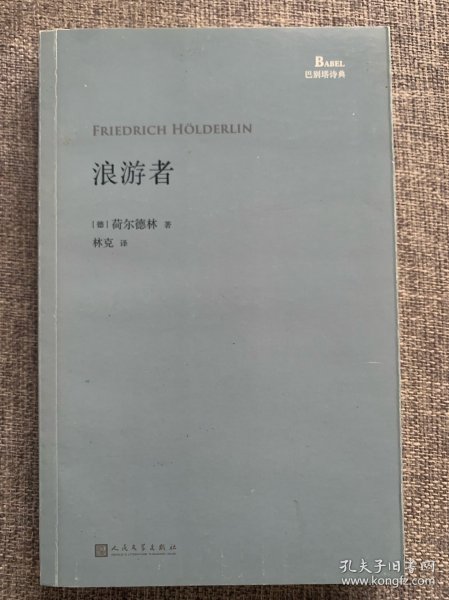 BABEL
巴别塔诗典
FRIEDRICH HÖLDERLIN
浪游者
[德] 荷尔德林 著
林克 译
人民文学出版社
孔夫子旧书网
www.kongfz.com